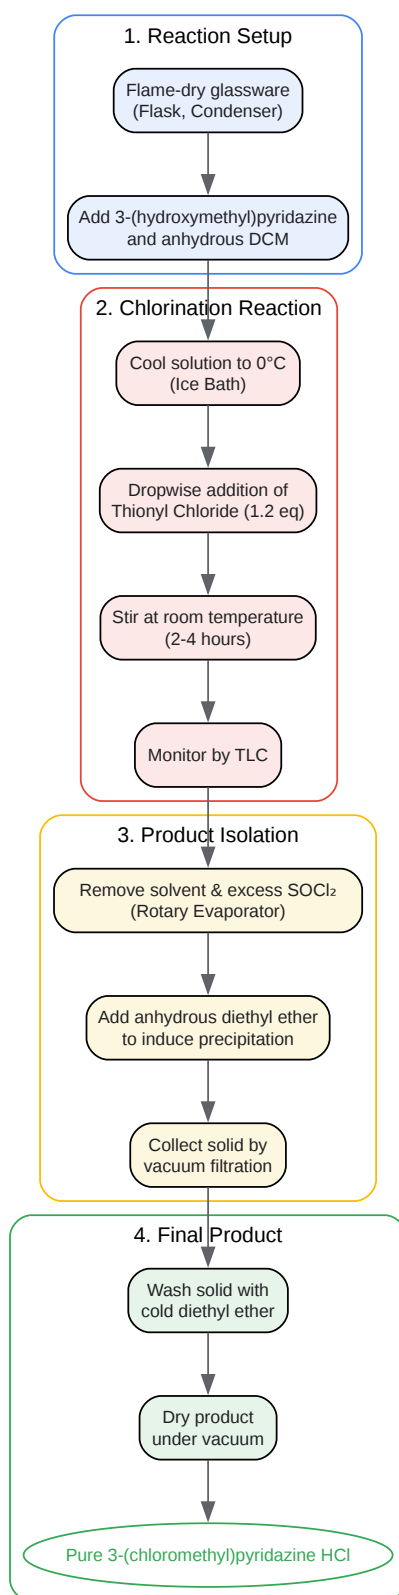 1. Reaction Setup
Flame-dry glassware
(Flask, Condenser)
Add 3-(hydroxymethyl)pyridazine
and anhydrous DCM
2. Chlorination Reaction
Cool solution to 0°C
(Ice Bath)
Dropwise addition of
Thionyl Chloride (1.2 eq)
Stir at room temperature
(2-4 hours)
Monitor by TLC
3. Product Isolation
Remove solvent & excess SOCl₂
(Rotary Evaporator)
Add anhydrous diethyl ether
to induce precipitation
Collect solid by
vacuum filtration
4. Final Product
Wash solid with
cold diethyl ether
Dry product
under vacuum
Pure 3-(chloromethyl)pyridazine HCl